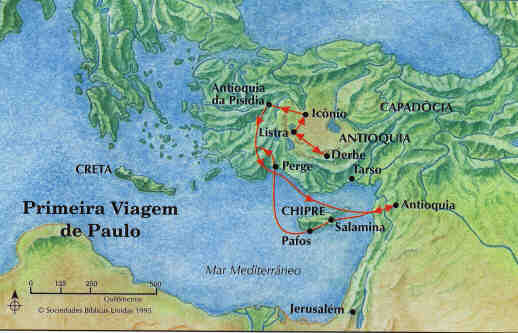 Antioquia
da Pisídia
Icônio
CAPADÓCIA
Listra
ANTIOQUIA
Derbe
Tarso
CRETA
Perge
Primeira Viagem
de Paulo
CHIPRE
Antioquia
Salamina
Pafos
Mar Mediterrâneo
0 125 250 500
Quilômetros
© Sociedades Bíblicas Unidas 1995
Jerusalém